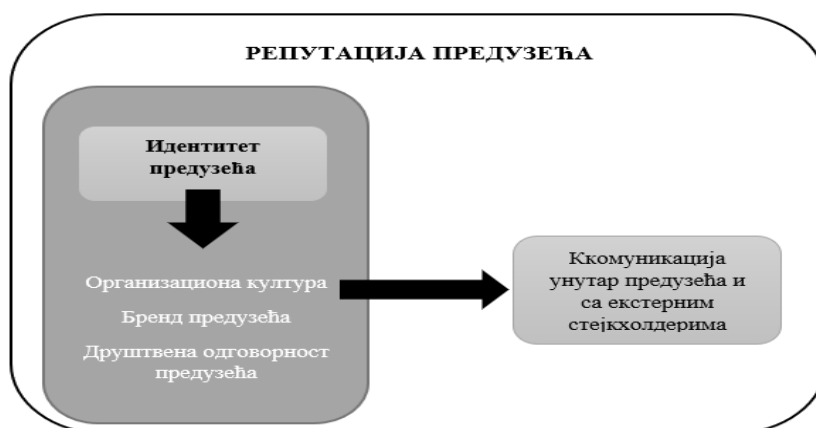 РЕПУТАЦИЈА ПРЕДУЗЕЋА
Идентитет
предузећа
Организациона култура
Бренд предузећа
Друштвена одговорност
предузећа
Ккомуникација
унутар предузећа и
са екстерним
стејкхолдерима